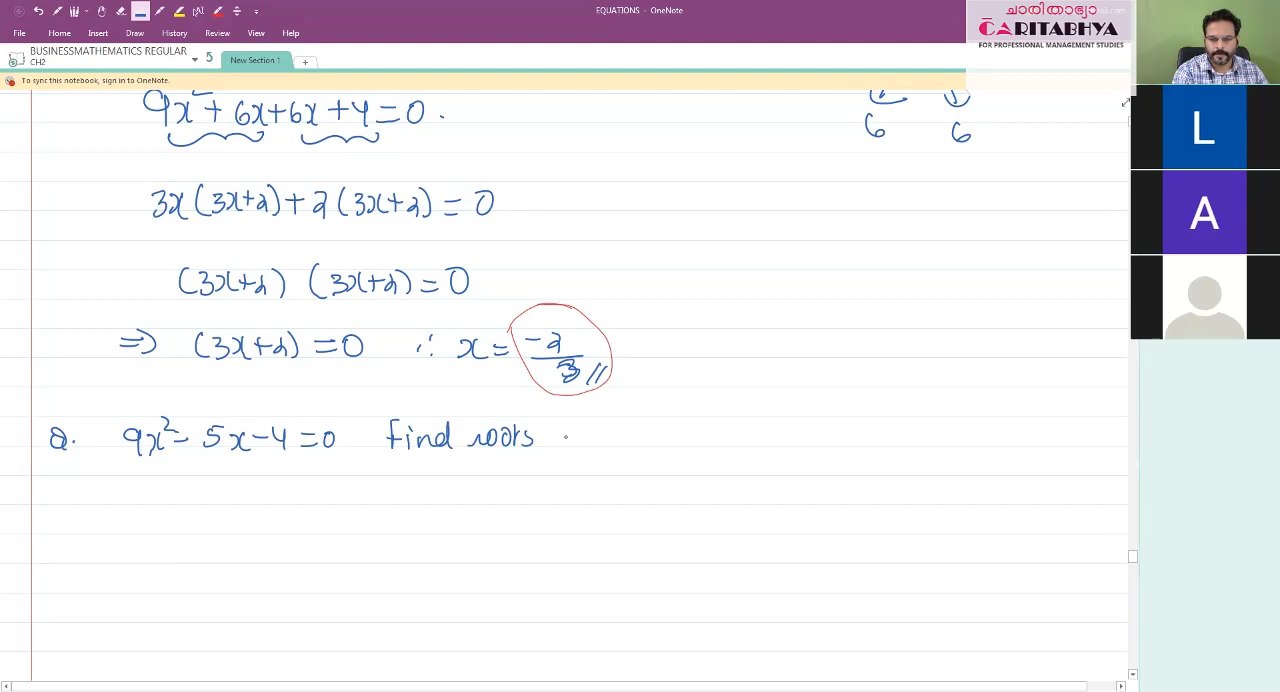 EQUATIONS - OneNote
ചാരിതാഭ്യാ
CARITABHYA
FOR PROFESSIONAL MANAGEMENT STUDIES
File Home Insert Draw History Review View Help
BUSINESSMATHEMATICS REGULAR
CH2
New Section 1
To sync this notebook, sign in to OneNote.
9x² + 6x + 6x + 4 = 0.
6 6
3x(3x+2) + 2(3x+2) = 0
(3x+2) (3x+2) = 0
⇒ (3x+2) = 0 ∴ x = -2/3 //
Q. 9x² - 5x - 4 = 0 Find roots
L
A